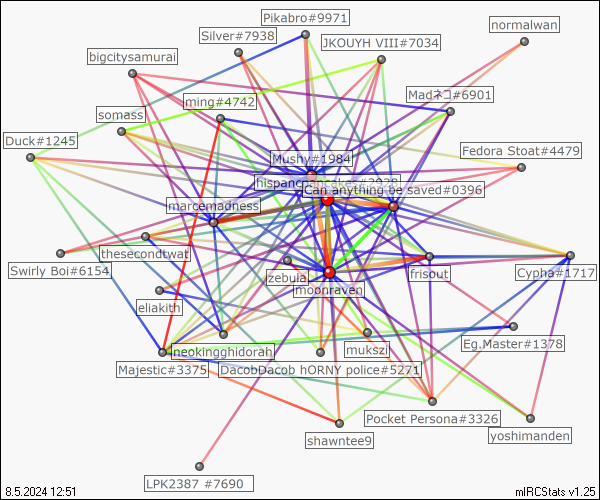 Pikabro#9971
normalwan
Silver#7938
JKOUYH VIII#7034
bigcitysamurai
Madネコ#6901
ming#4742
somass
Duck#1245
Fedora Stoat#4479
Mushy#1984
Can anything be saved#0396
marcemadness
thesecondtwat
Swirly Boi#6154
zebula
frisout
Cypha#1717
moonraven
eliakith
neokingghidorah
mukszi
Eg.Master#1378
Majestic#3375
DacobDacob hORNY police#5271
Pocket Persona#3326
shawntee9
yoshimanden
LPK2387 #7690
8.5.2024 12:51
mIRCStats v1.25